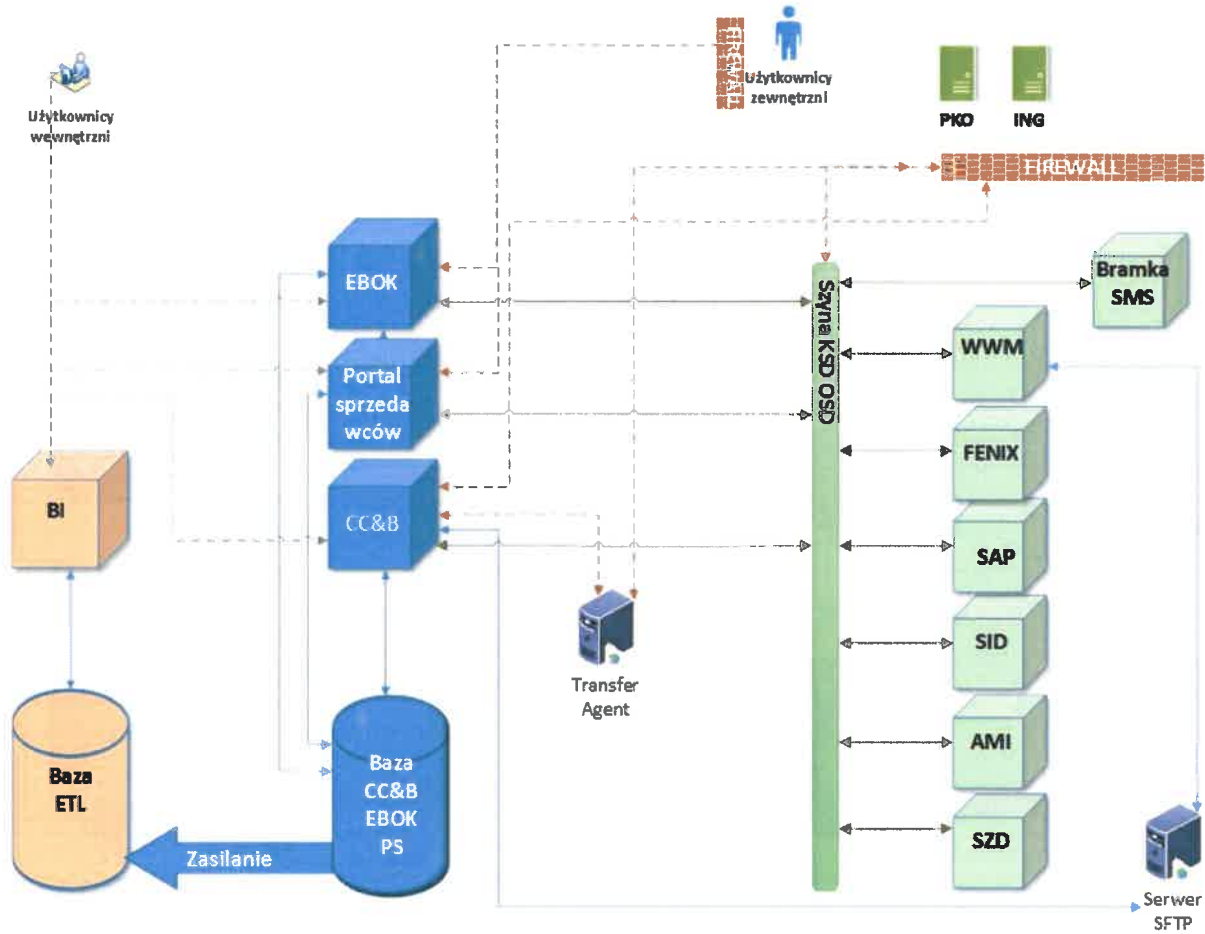 FIREWALL
Użytkownicy
zewnętrzni
Użytkownicy
wewnętrzni
PKO
ING
FIREWALL
EBOK
Szyna KSD OSD
Bramka
SMS
WWM
Portal
sprzeda
wców
FENIX
BI
CC&B
SAP
SID
Transfer
Agent
AMI
Baza
ETL
Baza
CC&B
EBOK
PS
Zasilanie
SZD
Serwer
SFTP